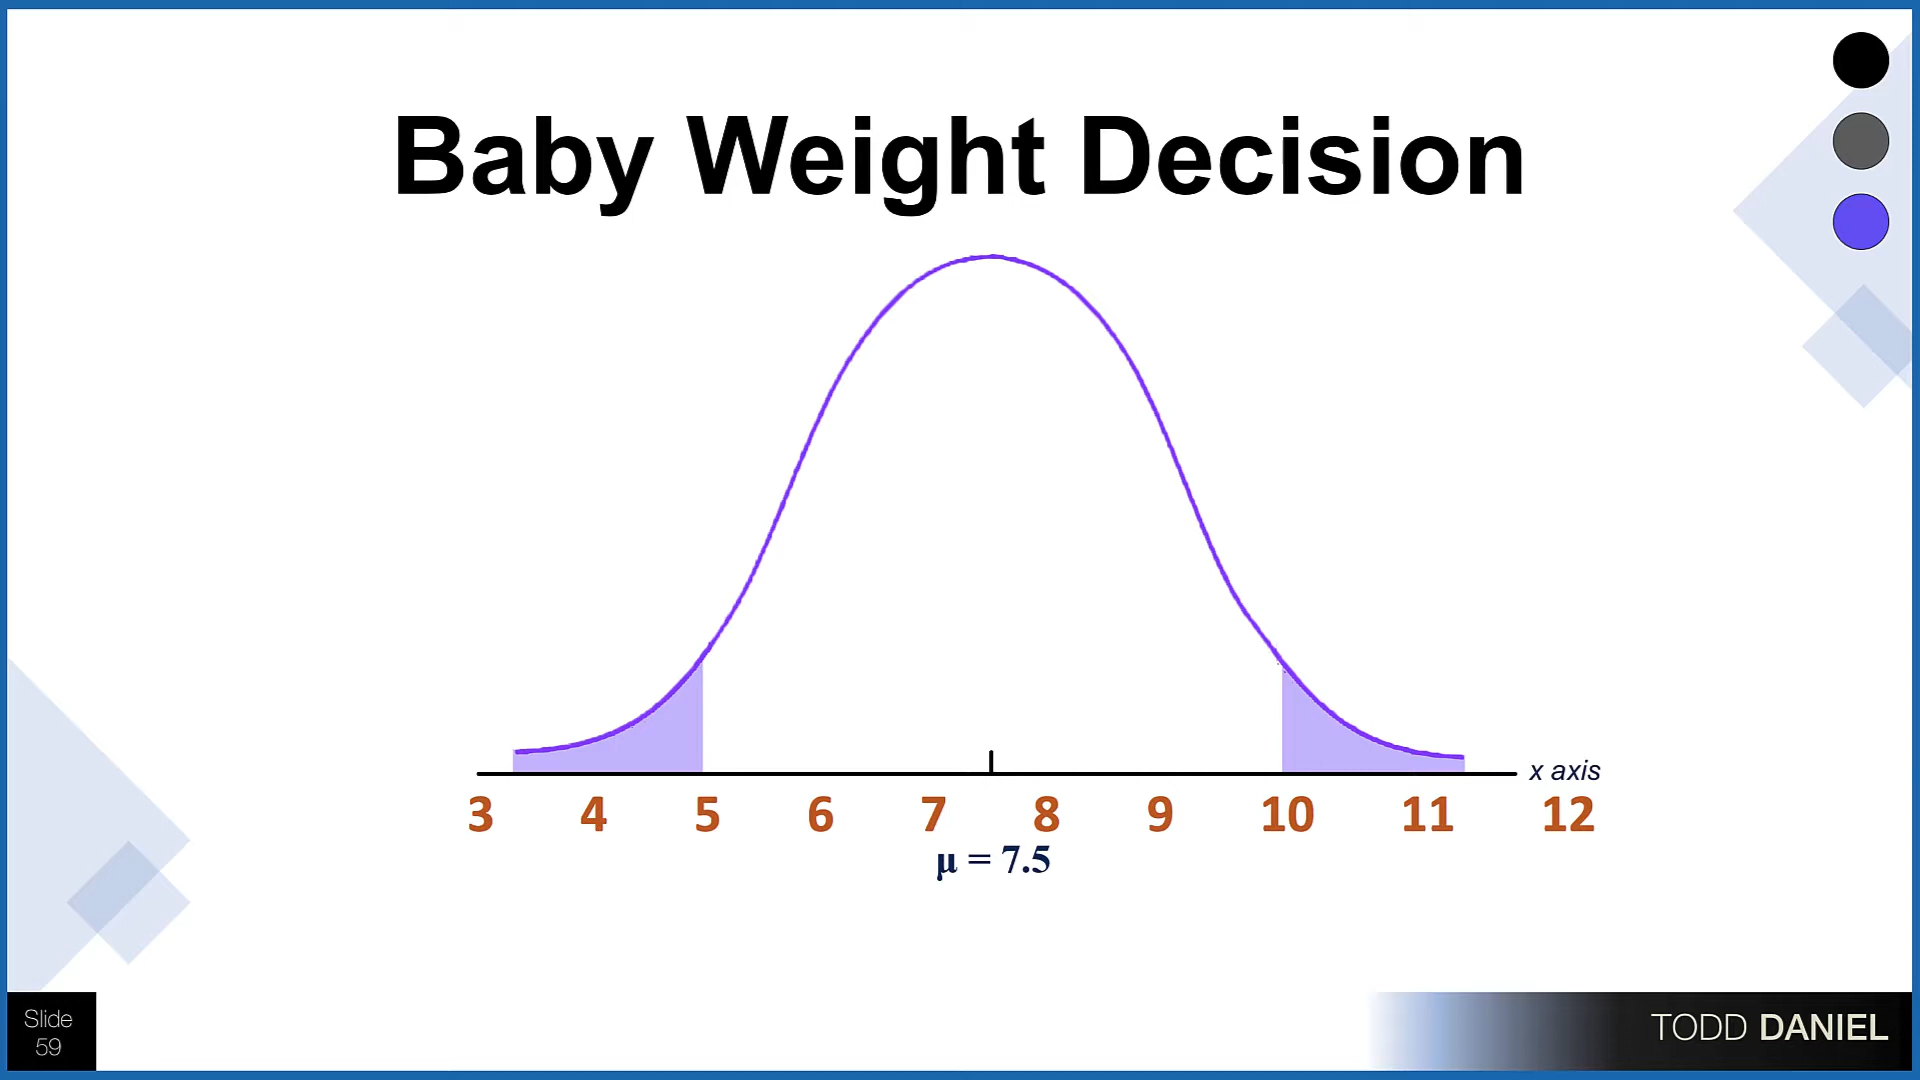 Baby Weight Decision
x axis
3 4 5 6 7 8 9 10 11 12
μ = 7.5
Slide
59
TODD DANIEL